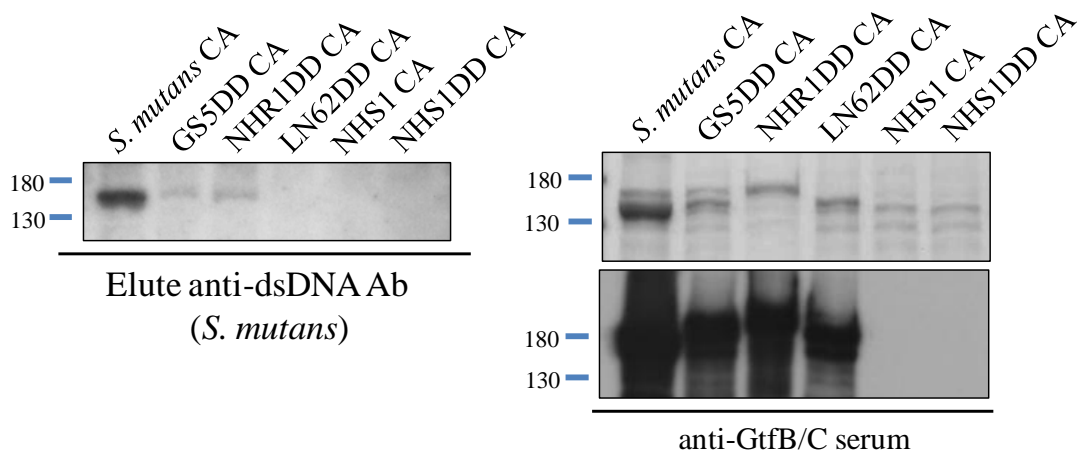 S. mutans CA
GS5DD CA
NHR1DD CA
LN62DD CA
NHS1 CA
NHS1DD CA
180
130
Elute anti-dsDNA Ab
(S. mutans)
S. mutans CA
GS5DD CA
NHR1DD CA
LN62DD CA
NHS1 CA
NHS1DD CA
180
130
180
130
anti-GtfB/C serum